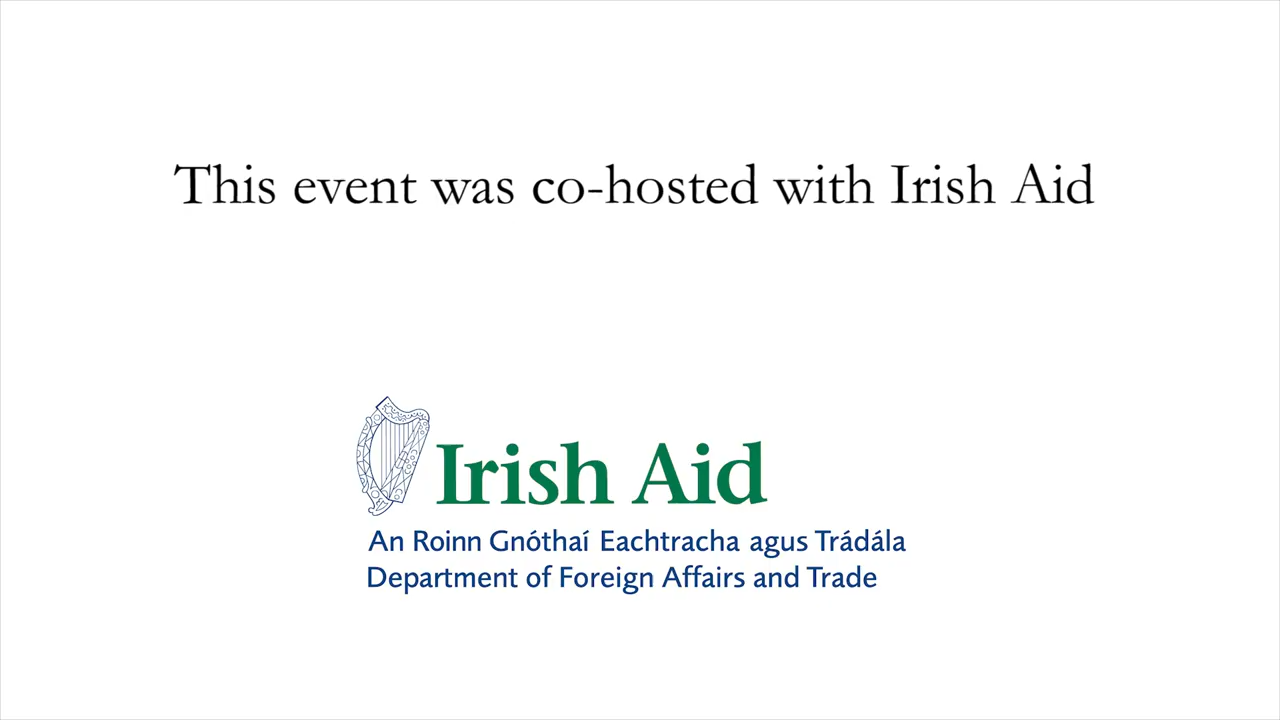 This event was co-hosted with Irish Aid
Irish Aid
An Roinn Gnóthaí Eachtracha agus Trádála
Department of Foreign Affairs and Trade